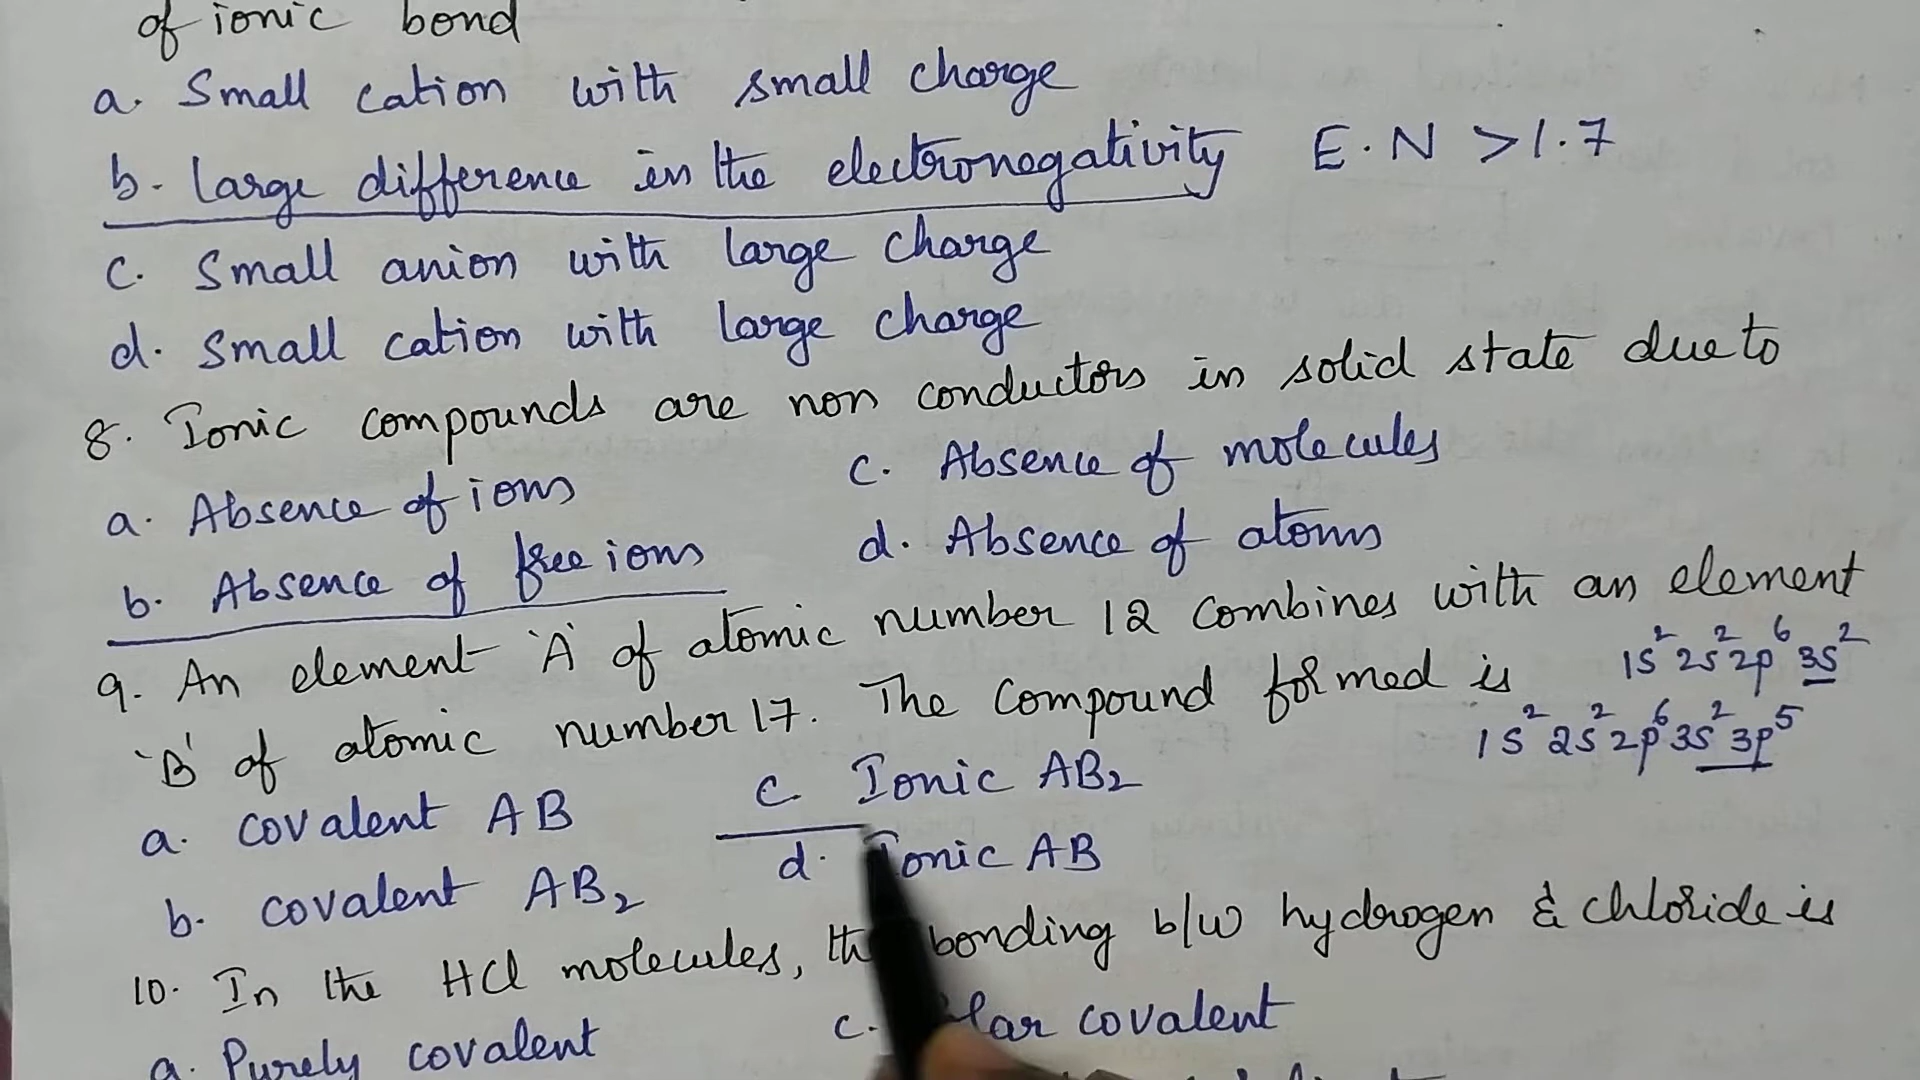 of ionic bond
a. Small cation with small charge
b. large difference in the electronegativity E.N >1.7
c. Small anion with large charge
d. Small cation with large charge
8. Ionic compounds are non conductors in solid state due to
a. Absence of ions c. Absence of molecules
b. Absence of free ions d. Absence of atoms
9. An element 'A' of atomic number 12 combines with an element
'B' of atomic number 17. The compound formed is 1s² 2s² 2p⁶ 3s²
1s² 2s² 2p⁶ 3s² 3p⁵
a. covalent AB c Ionic AB₂
b. covalent AB₂ d. Ionic AB
10. In the HCl molecules, the bonding b/w hydrogen & chloride is
a. Purely covalent c. covalent